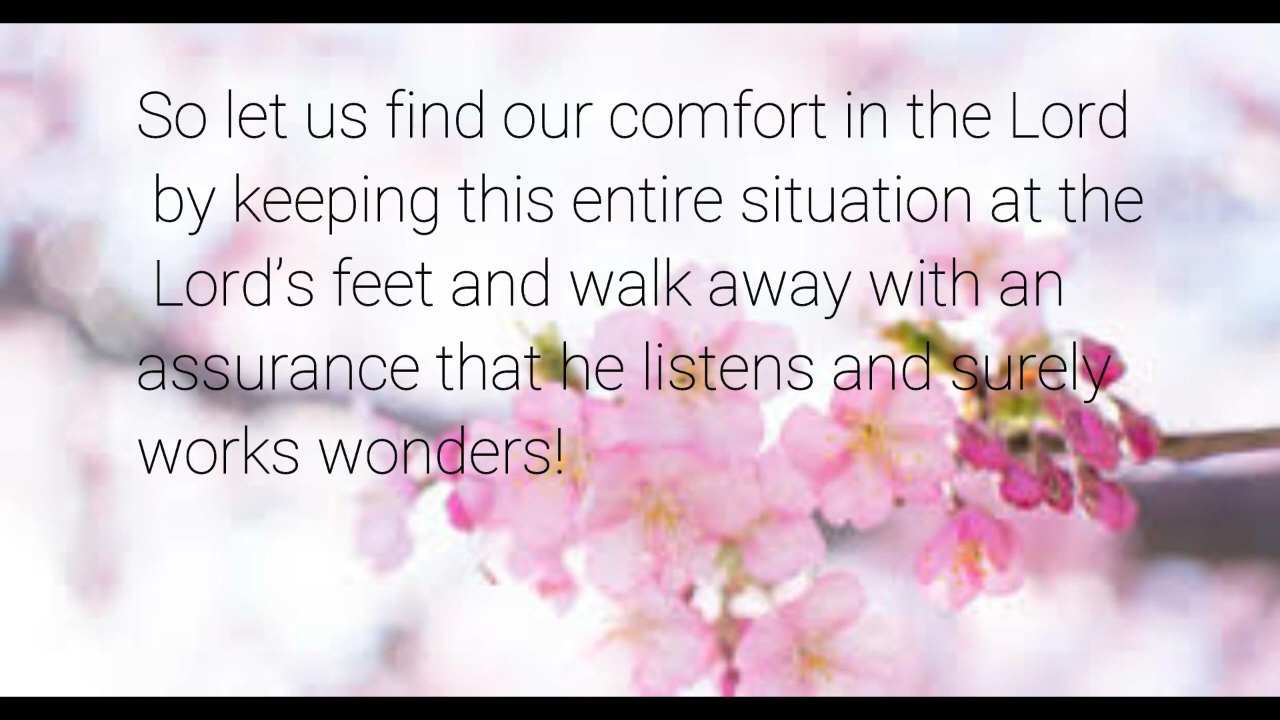 So let us find our comfort in the Lord
by keeping this entire situation at the
Lord’s feet and walk away with an
assurance that he listens and surely
works wonders!